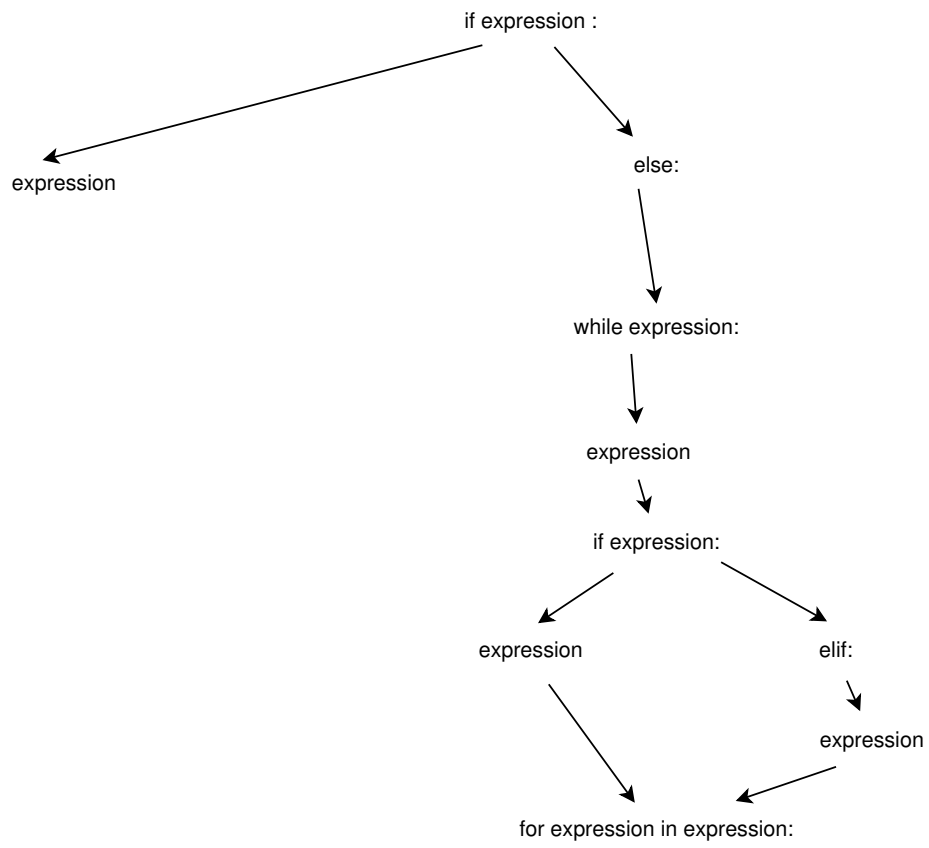 if expression :
expression
else:
while expression:
expression
if expression:
expression
elif:
expression
for expression in expression: